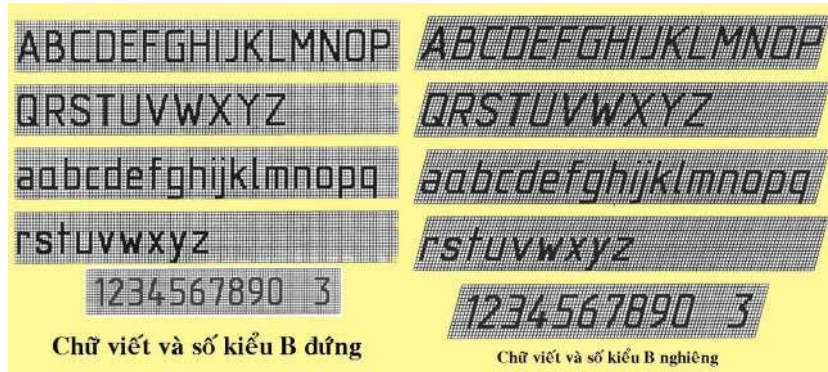 ABCDEFGHIJKLMNOP
QRSTUVWXYZ
aabcdefghijklmnopq
rstuvwxyz
1234567890 3
Chữ viết và số kiểu B đứng
ABCDEFGHIJKLMNOP
QRSTUVWXYZ
aabcdefghijklmnopq
rstuvwxyz
1234567890 3
Chữ viết và số kiểu B nghiêng